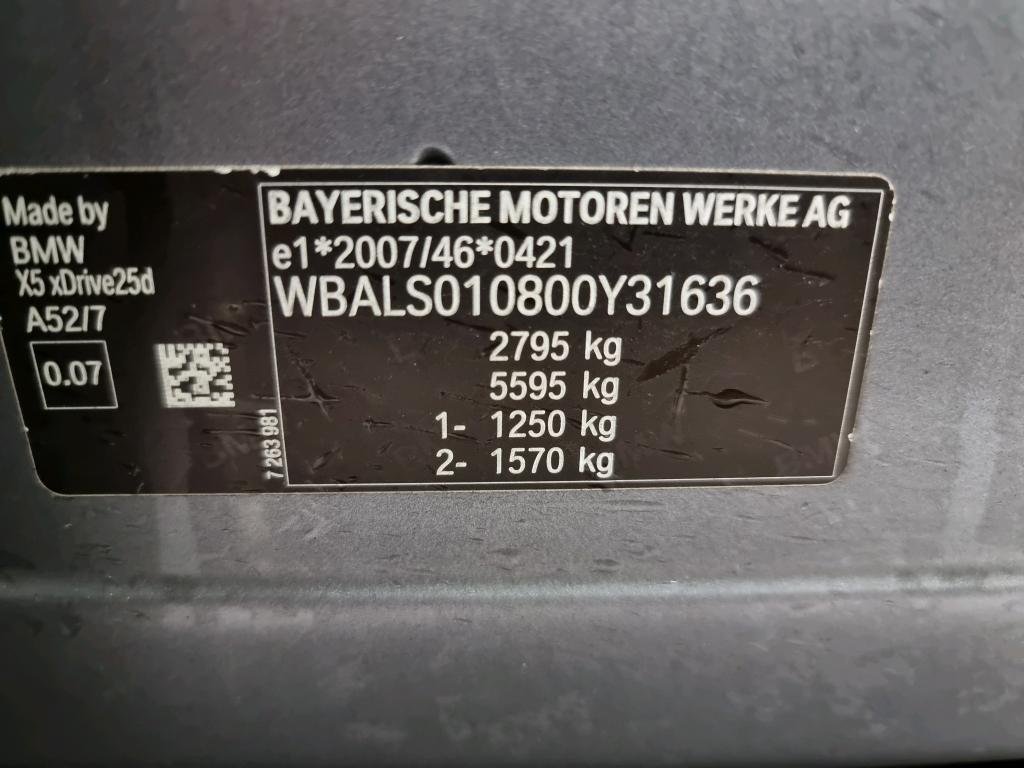 Made by
BMW
X5 xDrive25d
A52/7
0.07
7 263 981
BAYERISCHE MOTOREN WERKE AG
e1*2007/46*0421
WBALS010800Y31636
2795 kg
5595 kg
1- 1250 kg
2- 1570 kg